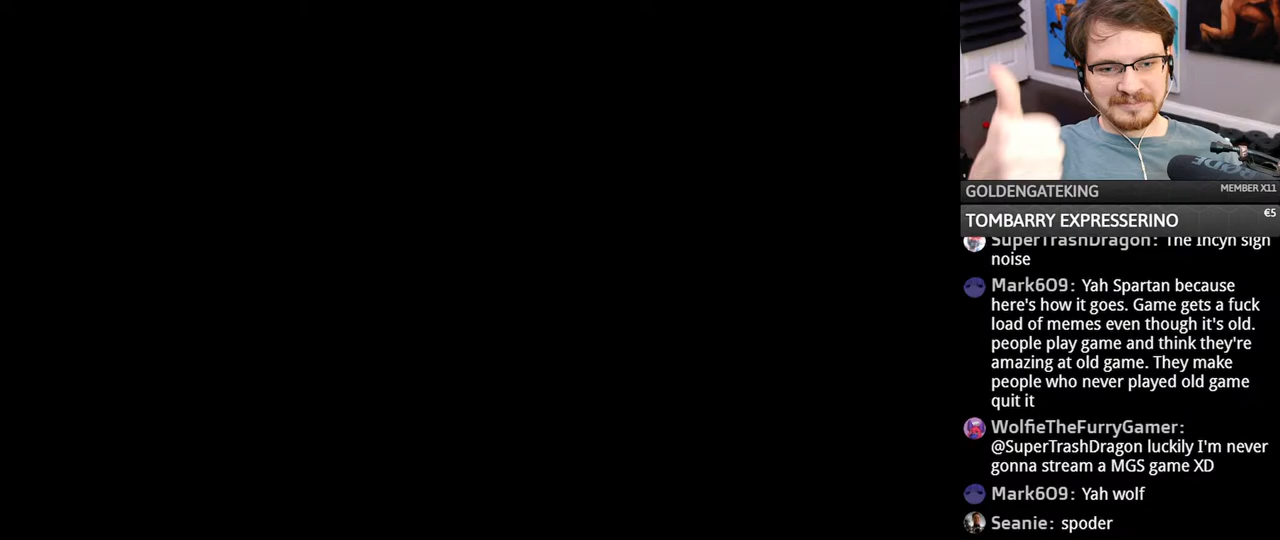 RØDE
GOLDENGATEKING
MEMBER X11
TOMBARRY EXPRESSERINO
€5
SuperTrashDragon: The Incyh sigh
noise
Mark609: Yah Spartan because
here's how it goes. Game gets a fuck
load of memes even though it's old.
people play game and think they're
amazing at old game. They make
people who never played old game
quit it
WolfieTheFurryGamer:
@SuperTrashDragon luckily I'm never
gonna stream a MGS game XD
Mark609: Yah wolf
Seanie: spoder